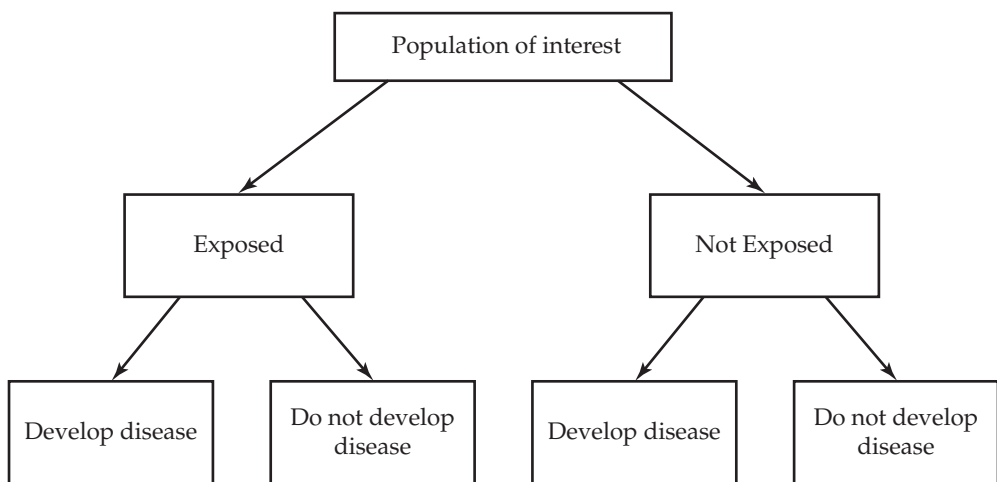 Population of interest
Exposed
Not Exposed
Develop disease
Do not develop
disease
Develop disease
Do not develop
disease